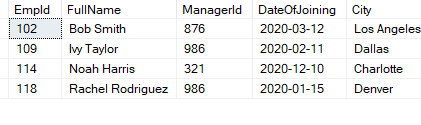 EmpId FullName ManagerId DateOfJoining City
102 Bob Smith 876 2020-03-12 Los Angeles
109 Ivy Taylor 986 2020-02-11 Dallas
114 Noah Harris 321 2020-12-10 Charlotte
118 Rachel Rodriguez 986 2020-01-15 Denver